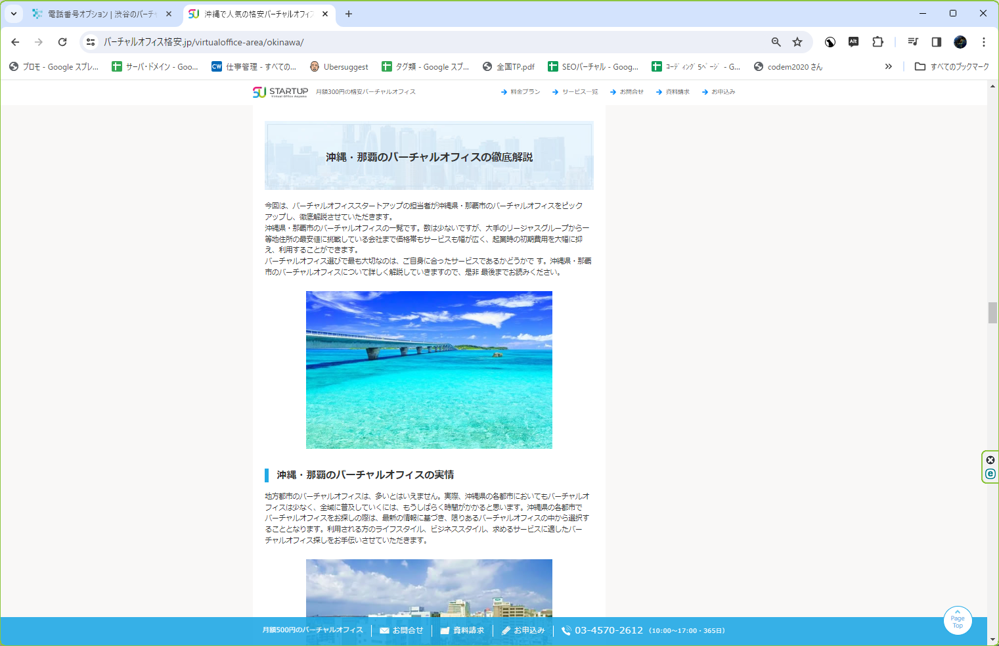 電話番号オプション | 渋谷のバーチ
沖縄で人気の格安バーチャルオフィス
バーチャルオフィス格安.jp/virtualoffice-area/okinawa/
プロモ - Google スプレ...
サーバ・ドメイン - Goo...
CW 仕事管理 - すべての...
Ubersuggest
タグ類 - Google スプ...
全国TP.pdf
SEOバーチャル - Goog...
コーディング 5ページ - G...
codem2020 さん
すべてのブックマーク
STARTUP
Virtual Office Aoyama
月額300円の格安バーチャルオフィス
料金プラン
サービス一覧
お問合せ
資料請求
お申込み
沖縄・那覇のバーチャルオフィスの徹底解説
今回は、バーチャルオフィススタートアップの担当者が沖縄県・那覇市のバーチャルオフィスをピック
アップし、徹底解説させていただきます。
沖縄県・那覇市のバーチャルオフィスの一覧です。数は少ないですが、大手のリージャスグループから一
等地住所の最安値に挑戦している会社まで価格帯もサービスも幅が広く、起業時の初期費用を大幅に抑
え、利用することができます。
バーチャルオフィス選びで最も大切なのは、ご自身に合ったサービスであるかどうかで す。沖縄県・那覇
市のバーチャルオフィスについて詳しく解説していきますので、是非 最後までお読みください。
沖縄・那覇のバーチャルオフィスの実情
地方都市のバーチャルオフィスは、多いとはいえません。実際、沖縄県の各都市においてもバーチャルオ
フィスは少なく、全域に普及していくには、もうしばらく時間がかかると思います。沖縄県の各都市で
バーチャルオフィスをお探しの際は、最新の情報に基づき、限りあるバーチャルオフィスの中から選択す
ることとなります。利用される方のライフスタイル、ビジネススタイル、求めるサービスに適したバー
チャルオフィス探しをお手伝いさせていただきます。
月額500円のバーチャルオフィス
お問合せ
資料請求
お申込み
03-4570-2612 (10:00〜17:00・365日)
Page
Top